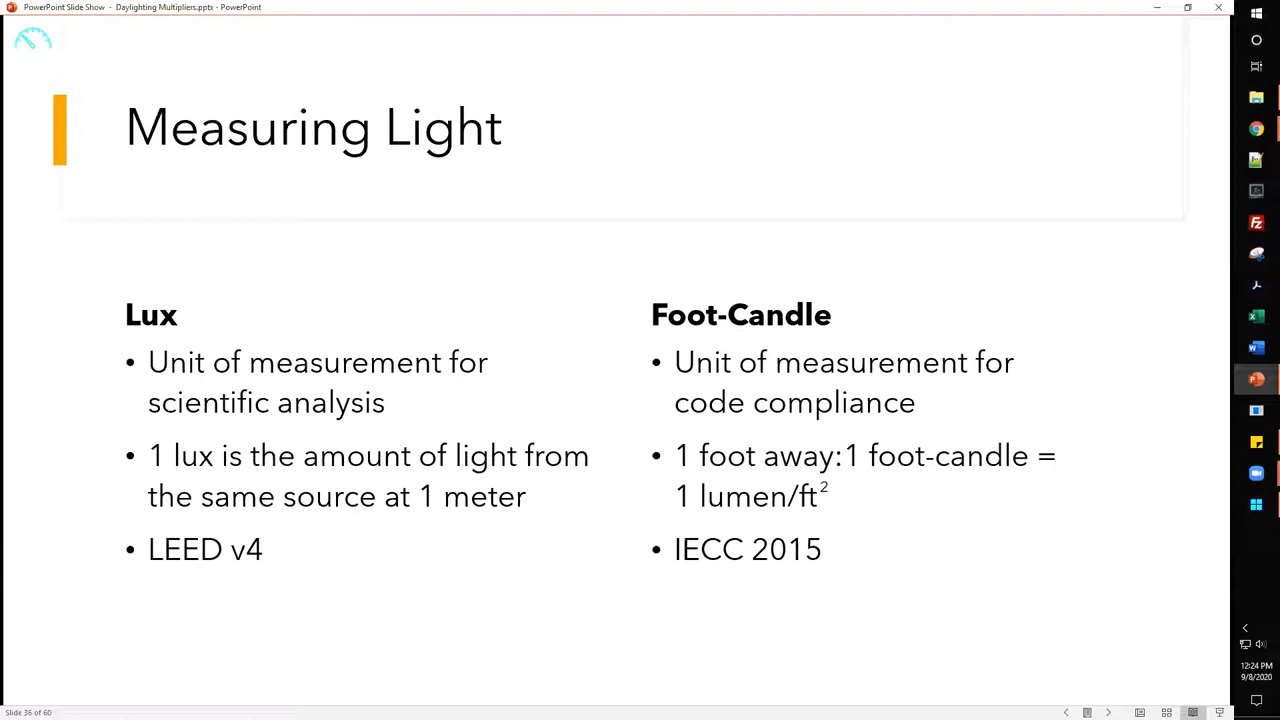 PowerPoint Slide Show - Daylighting Multipliers.pptx - PowerPoint
Measuring Light
Lux
• Unit of measurement for
scientific analysis
• 1 lux is the amount of light from
the same source at 1 meter
• LEED v4
Foot-Candle
• Unit of measurement for
code compliance
• 1 foot away:1 foot-candle =
1 lumen/ft²
• IECC 2015
12:24 PM
9/8/2020
Slide 36 of 60